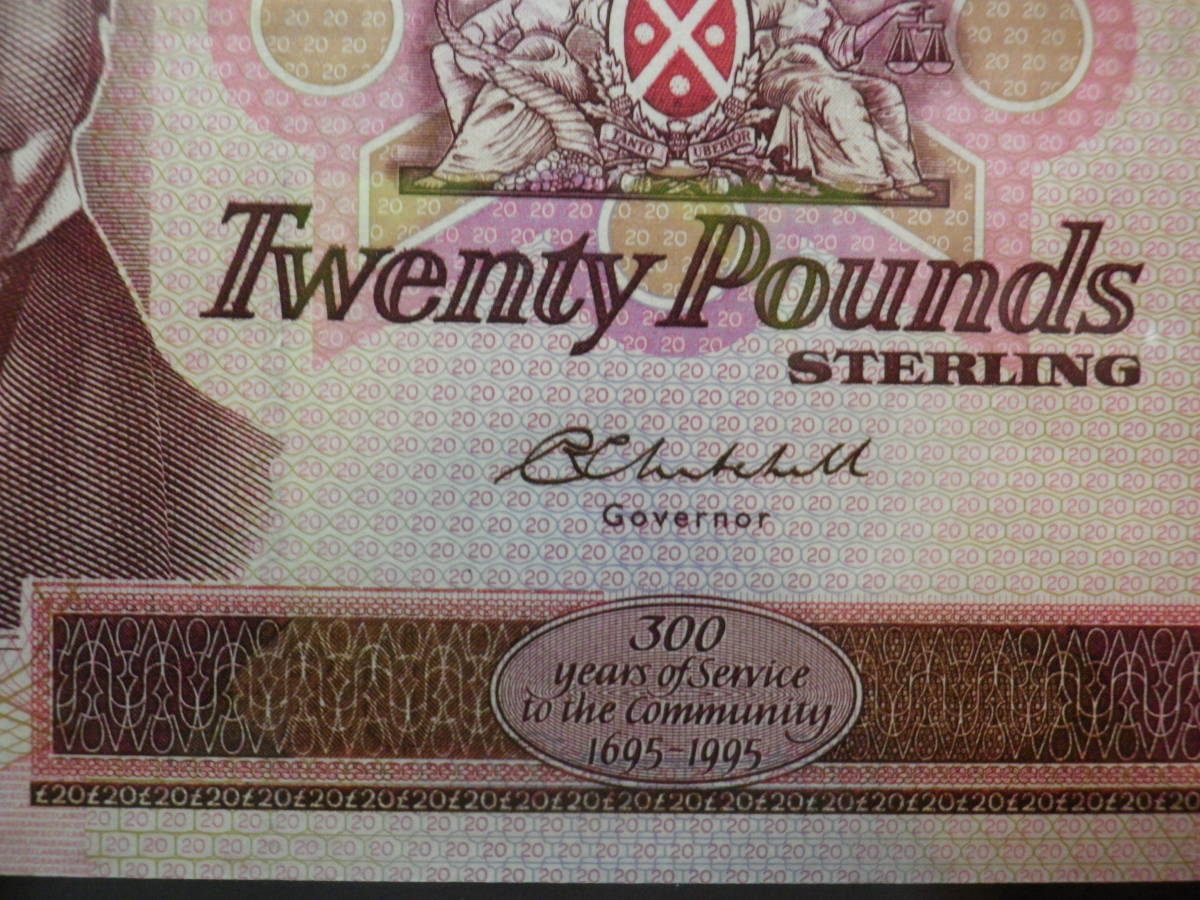 TANTO UBERIOR
Twenty Pounds
STERLING
Governor
300
years of Service
to the Community
1695-1995
£20£20£20£20£20£20£20£20£20£20£20£20£20£20£20£20£20£20£20£20£20£20£20£20£20